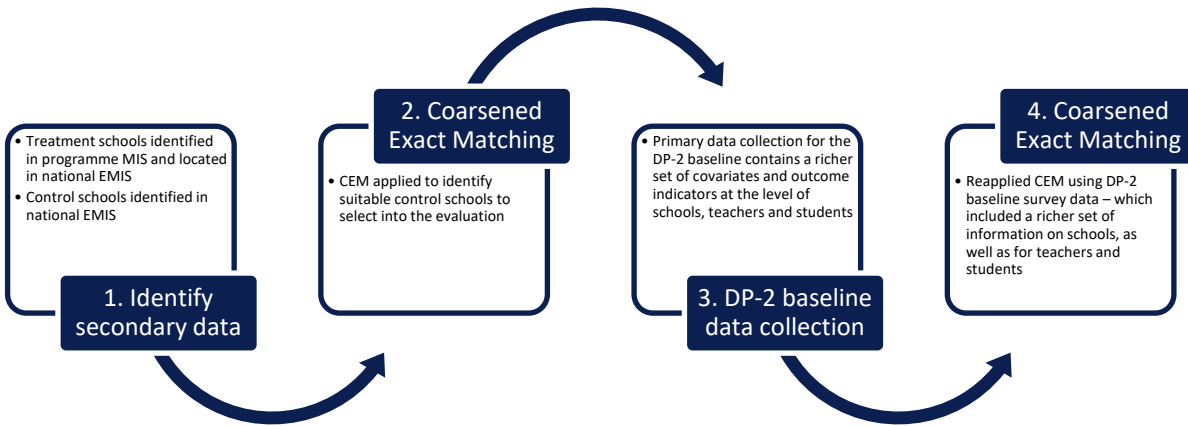 • Treatment schools identified
in programme MIS and located
in national EMIS
• Control schools identified in
national EMIS
1. Identify
secondary data
2. Coarsened
Exact Matching
• CEM applied to identify
suitable control schools to
select into the evaluation
• Primary data collection for the
DP-2 baseline contains a richer
set of covariates and outcome
indicators at the level of
schools, teachers and students
3. DP-2 baseline
data collection
4. Coarsened
Exact Matching
• Reapplied CEM using DP-2
baseline survey data – which
included a richer set of
information on schools, as
well as for teachers and
students